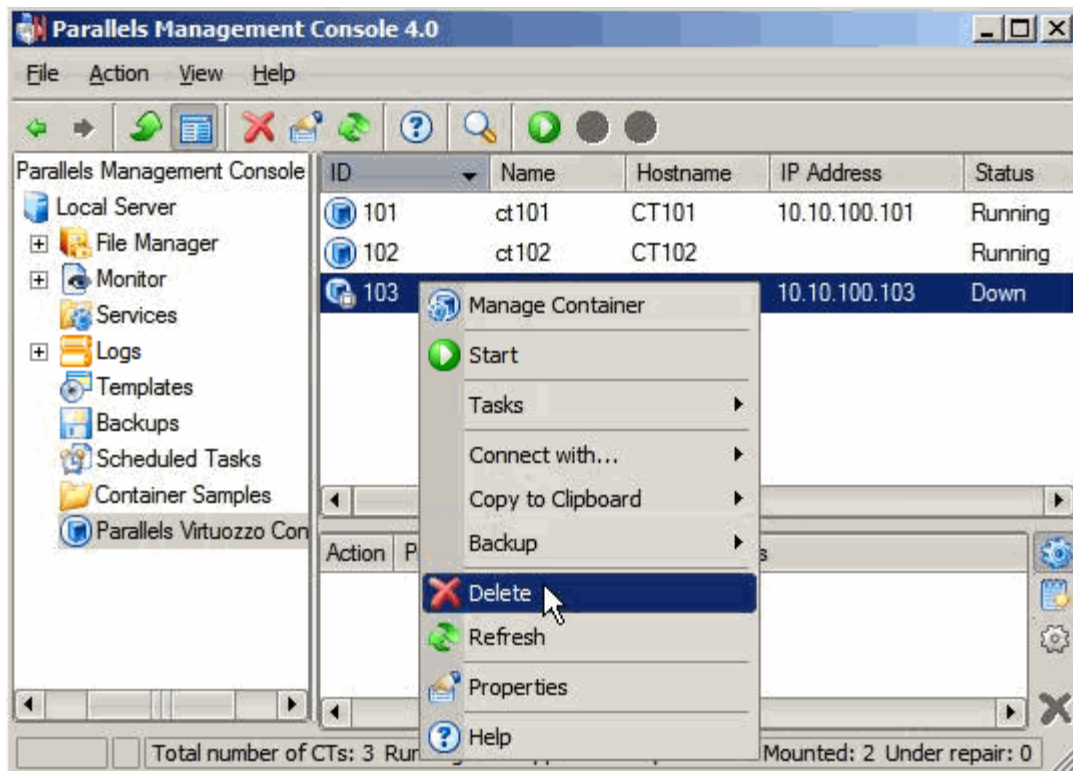 Parallels Management Console 4.0
File Action View Help
Parallels Management Console
Local Server
File Manager
Monitor
Services
Logs
Templates
Backups
Scheduled Tasks
Container Samples
Parallels Virtuozzo Con
ID Name Hostname IP Address Status
101 ct101 CT101 10.10.100.101 Running
102 ct102 CT102 Running
103 10.10.100.103 Down
Manage Container
Start
Tasks
Connect with...
Copy to Clipboard
Backup
Delete
Refresh
Properties
Help
Action P s
Total number of CTs: 3 Run Mounted: 2 Under repair: 0